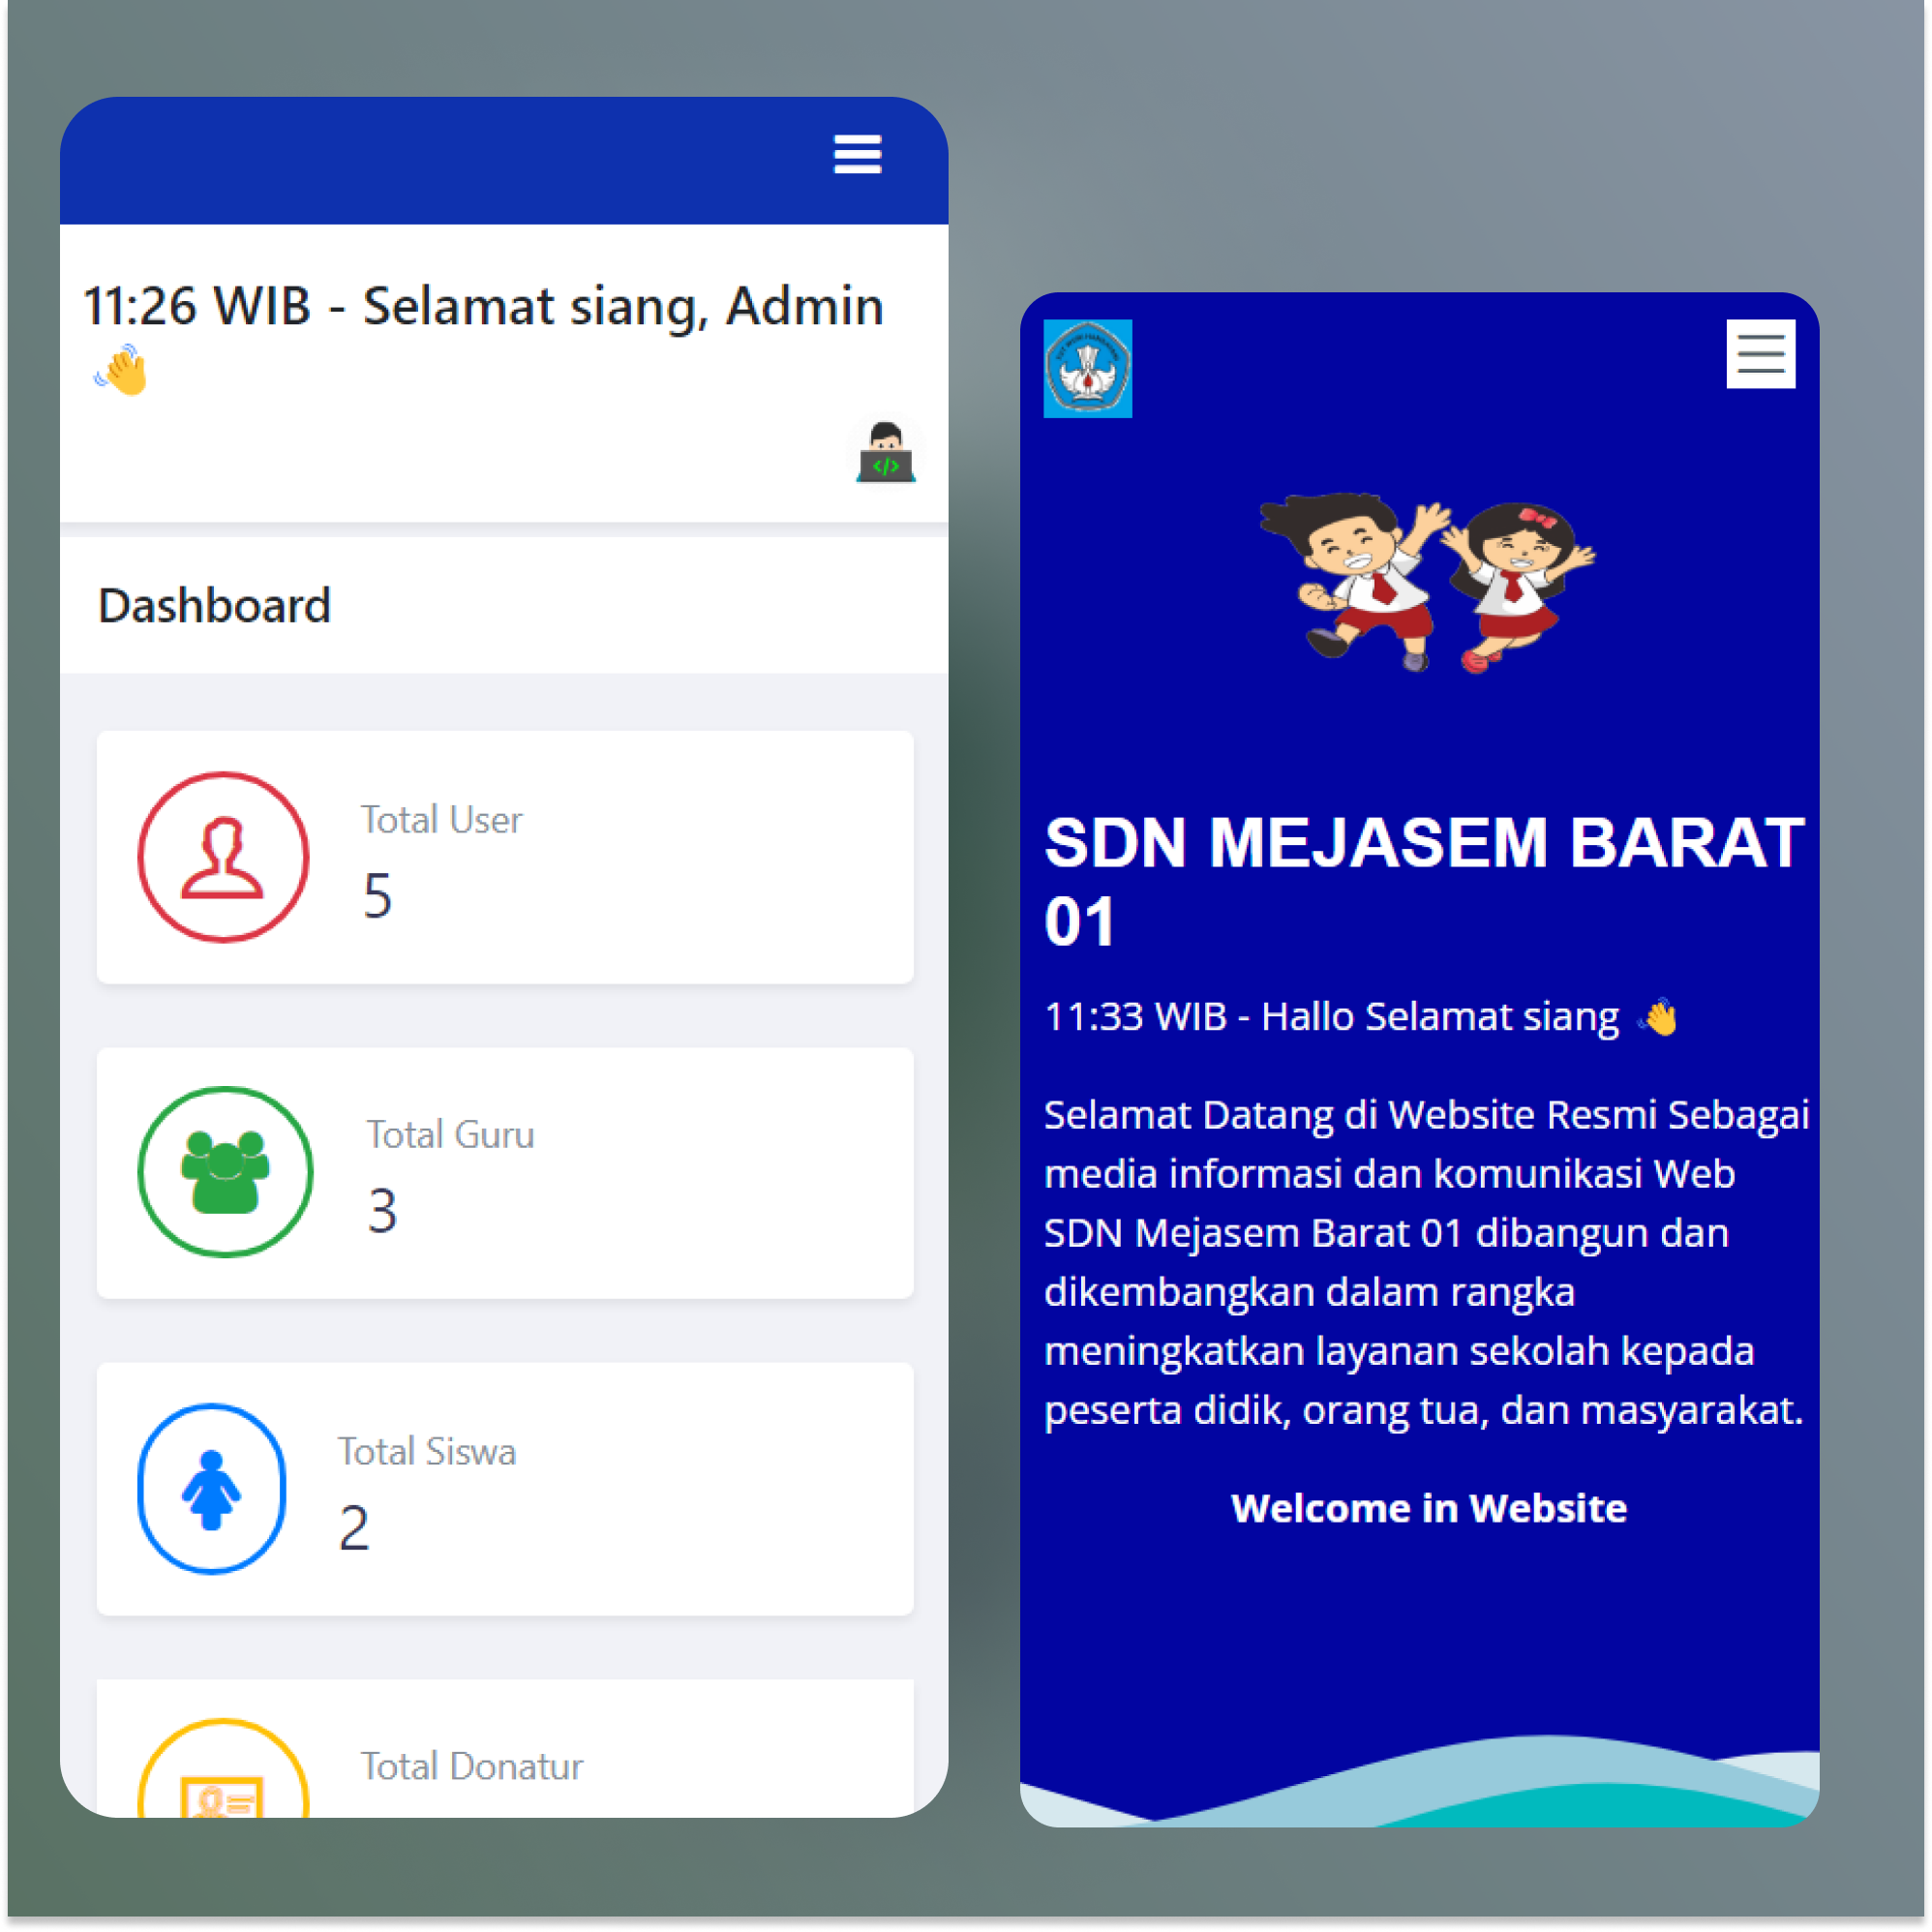 11:26 WIB - Selamat siang, Admin
Dashboard
Total User
5
Total Guru
3
Total Siswa
2
Total Donatur
SDN MEJASEM BARAT
01
11:33 WIB - Hallo Selamat siang
Selamat Datang di Website Resmi Sebagai
media informasi dan komunikasi Web
SDN Mejasem Barat 01 dibangun dan
dikembangkan dalam rangka
meningkatkan layanan sekolah kepada
peserta didik, orang tua, dan masyarakat.
Welcome in Website